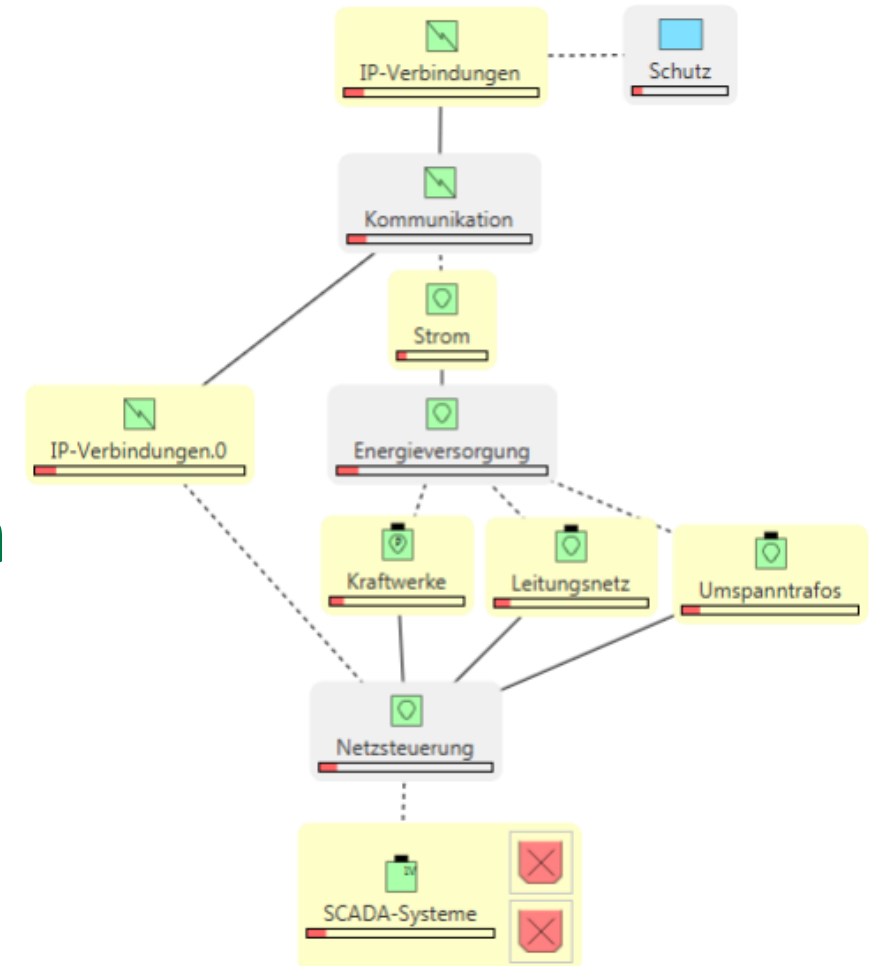 IP-Verbindungen
Schutz
Kommunikation
Strom
IP-Verbindungen.0
Energieversorgung
Kraftwerke
Leitungsnetz
Umspanntrafos
Netzsteuerung
SCADA-Systeme